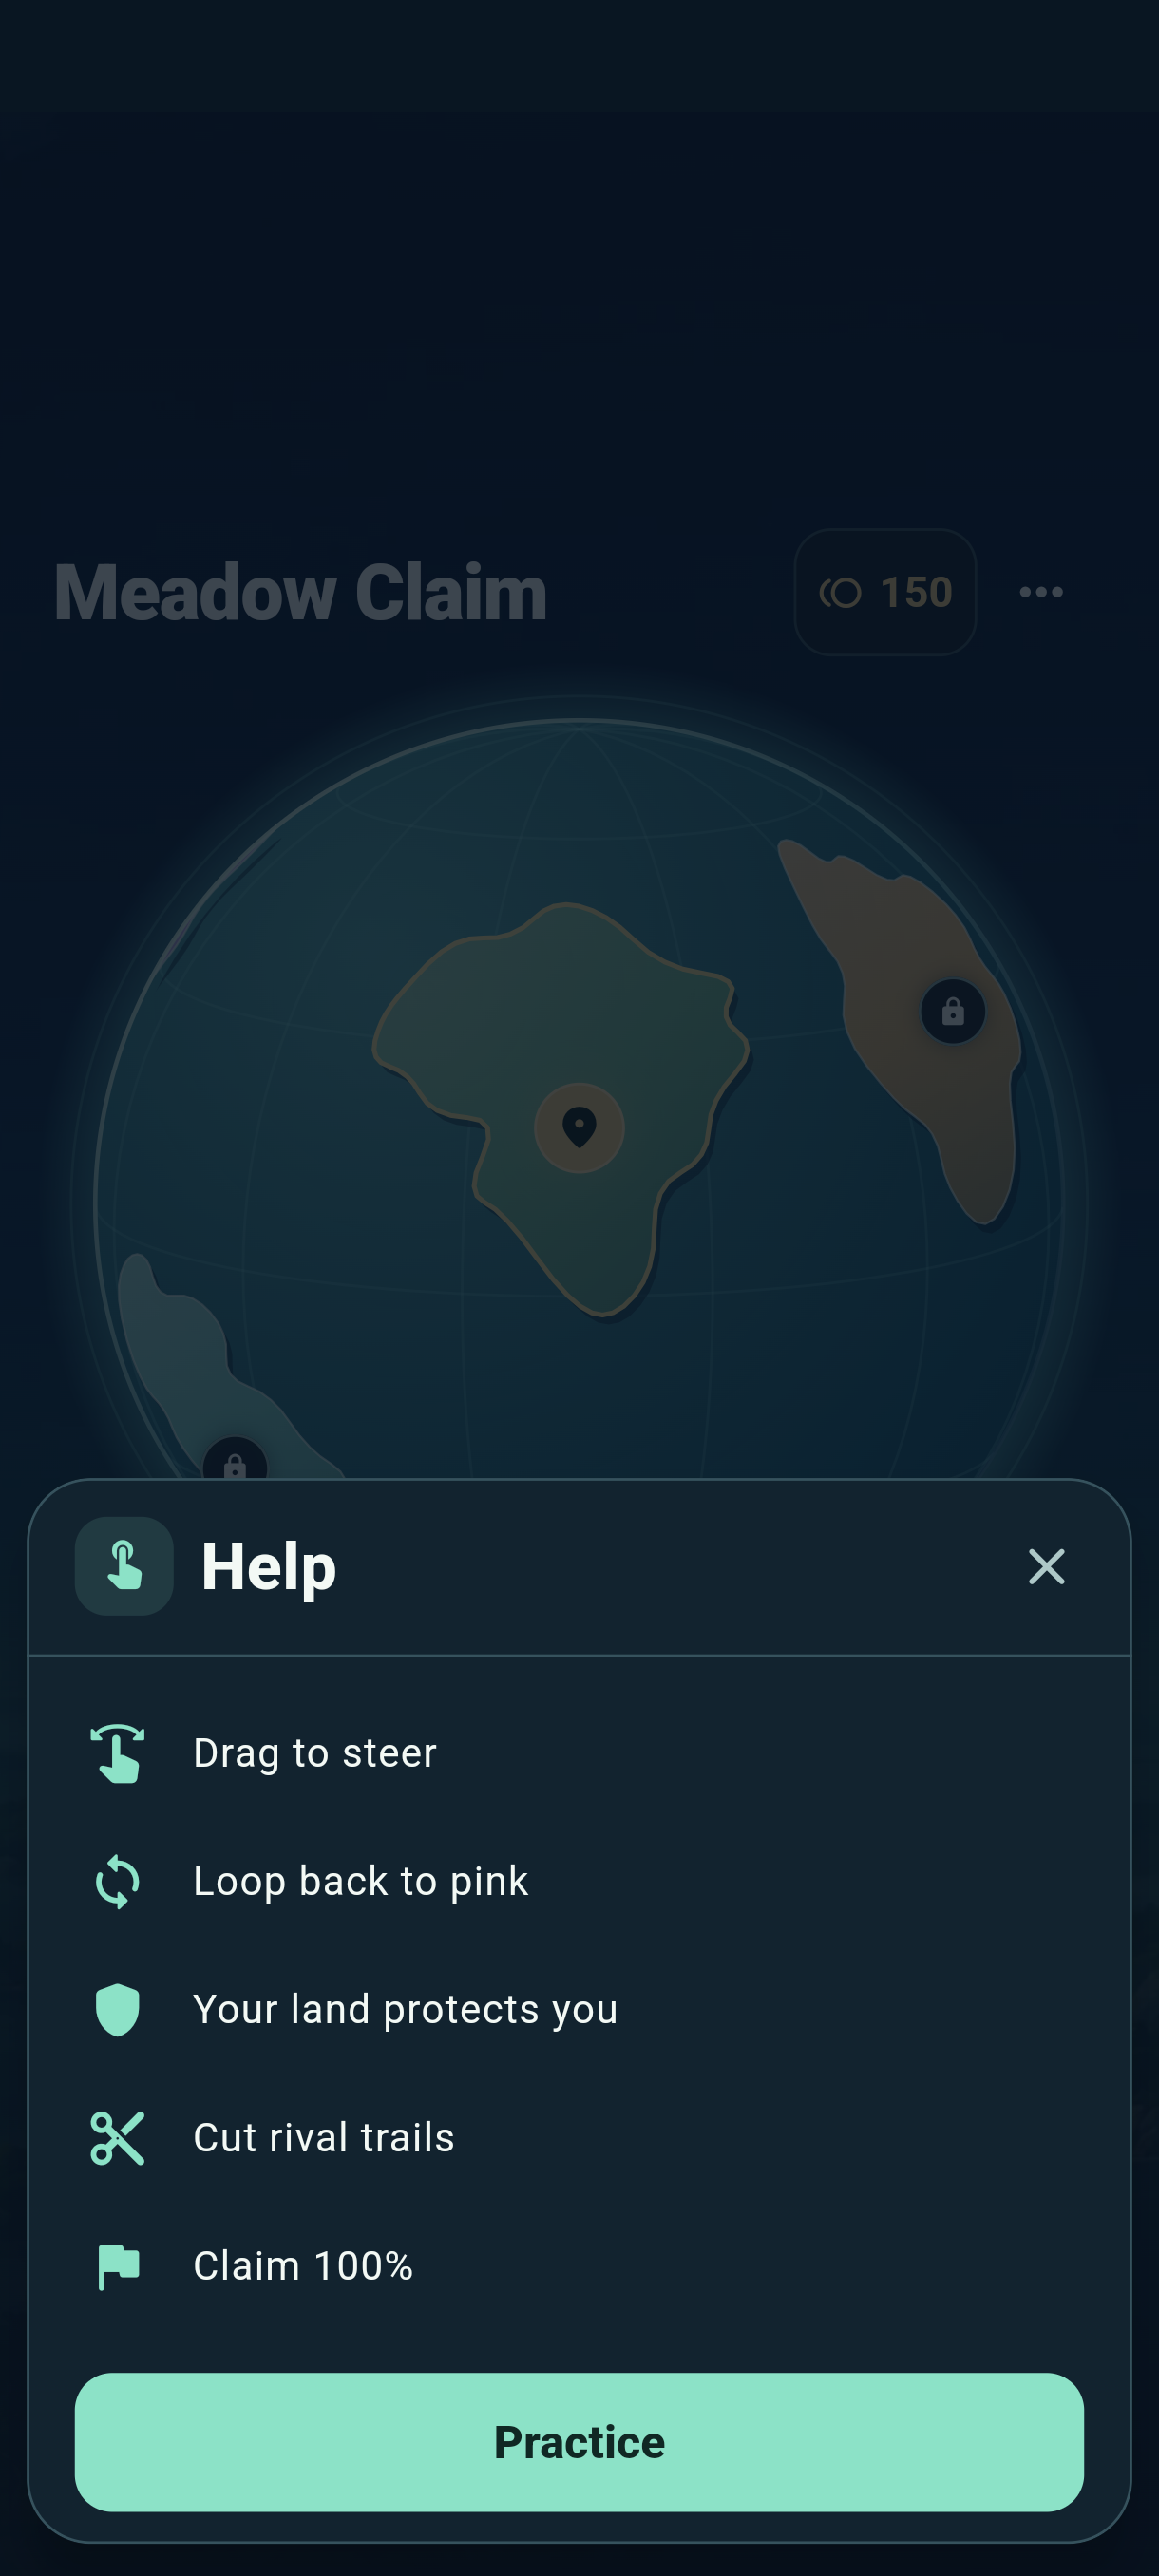 Meadow Claim
150
Help
Drag to steer
Loop back to pink
Your land protects you
Cut rival trails
Claim 100%
Practice